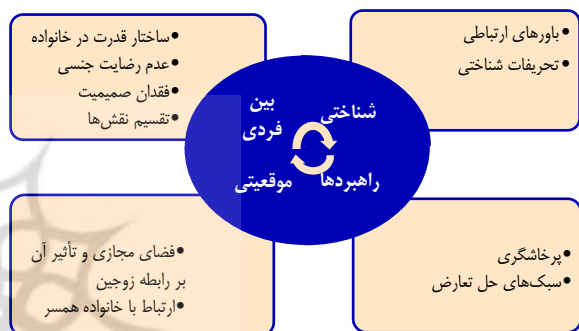 •باورهای ارتباطی
•تحریفات شناختی
•ساختار قدرت در خانواده
•عدم رضایت جنسی
•فقدان صمیمیت
•تقسیم نقش‌ها
شناختی
بین
فردی
راهبردها
موقعیتی
•پرخاشگری
•سبک‌های حل تعارض
•فضای مجازی و تأثیر آن
بر رابطه زوجین
•ارتباط با خانواده همسر